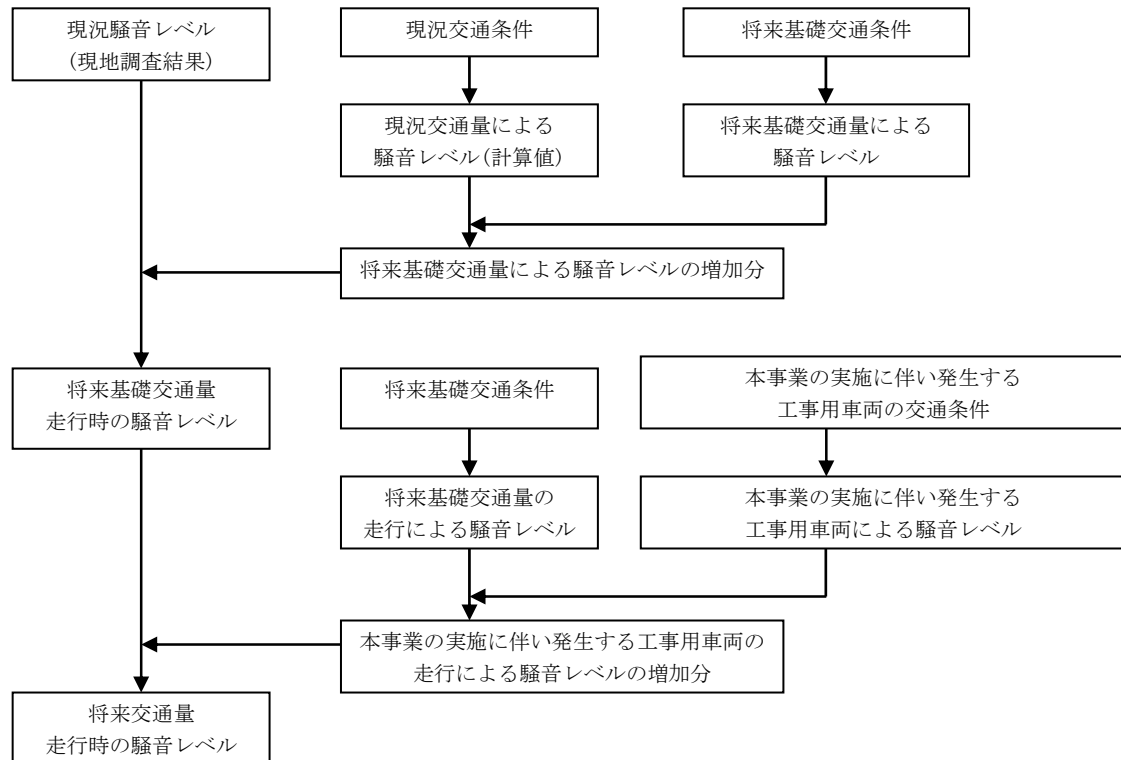 現況騒音レベル
(現地調査結果)
現況交通条件
将来基礎交通条件
現況交通量による
騒音レベル(計算値)
将来基礎交通量による
騒音レベル
将来基礎交通量による騒音レベルの増加分
将来基礎交通量
走行時の騒音レベル
将来基礎交通条件
本事業の実施に伴い発生する
工事用車両の交通条件
将来基礎交通量の
走行による騒音レベル
本事業の実施に伴い発生する
工事用車両による騒音レベル
本事業の実施に伴い発生する工事用車両の
走行による騒音レベルの増加分
将来交通量
走行時の騒音レベル